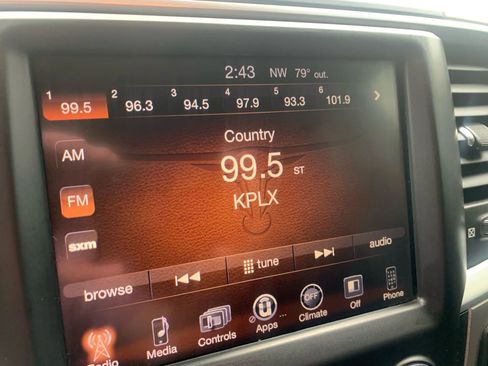 2:43 NW 79° out.
1 99.5 2 96.3 3 94.5 4 97.9 5 93.3 6 101.9
AM
Country
99.5 ST
FM
KPLX
sxm
browse tune audio
Radio Media Controls Apps ... OFF Climate Off Phone